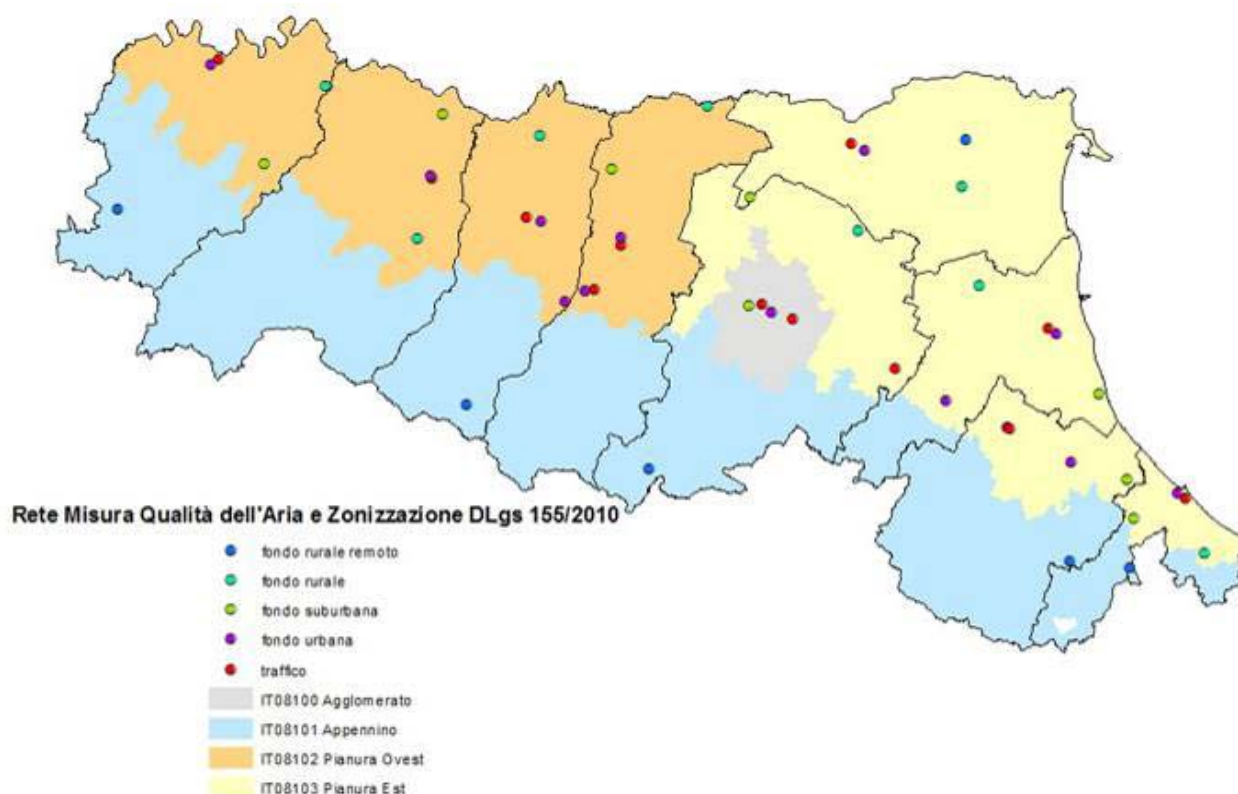 Rete Misura Qualità dell'Aria e Zonizzazione DLgs 155/2010
fondo rurale remoto
fondo rurale
fondo suburbana
fondo urbana
traffico
IT08100 Agglomerato
IT08101 Appennino
IT08102 Pianura Ovest
IT08103 Pianura Est